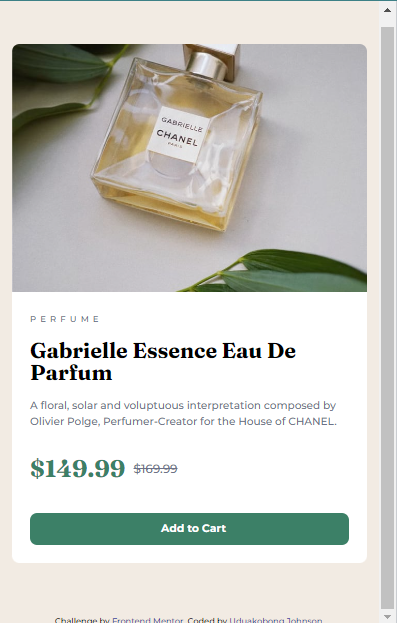 GABRIELLE
CHANEL
PARIS
PERFUME
Gabrielle Essence Eau De
Parfum
A floral, solar and voluptuous interpretation composed by
Olivier Polge, Perfumer-Creator for the House of CHANEL.
$149.99 $169.99
Add to Cart
Challenge by Frontend Mentor. Coded by Uduakobong Johnson